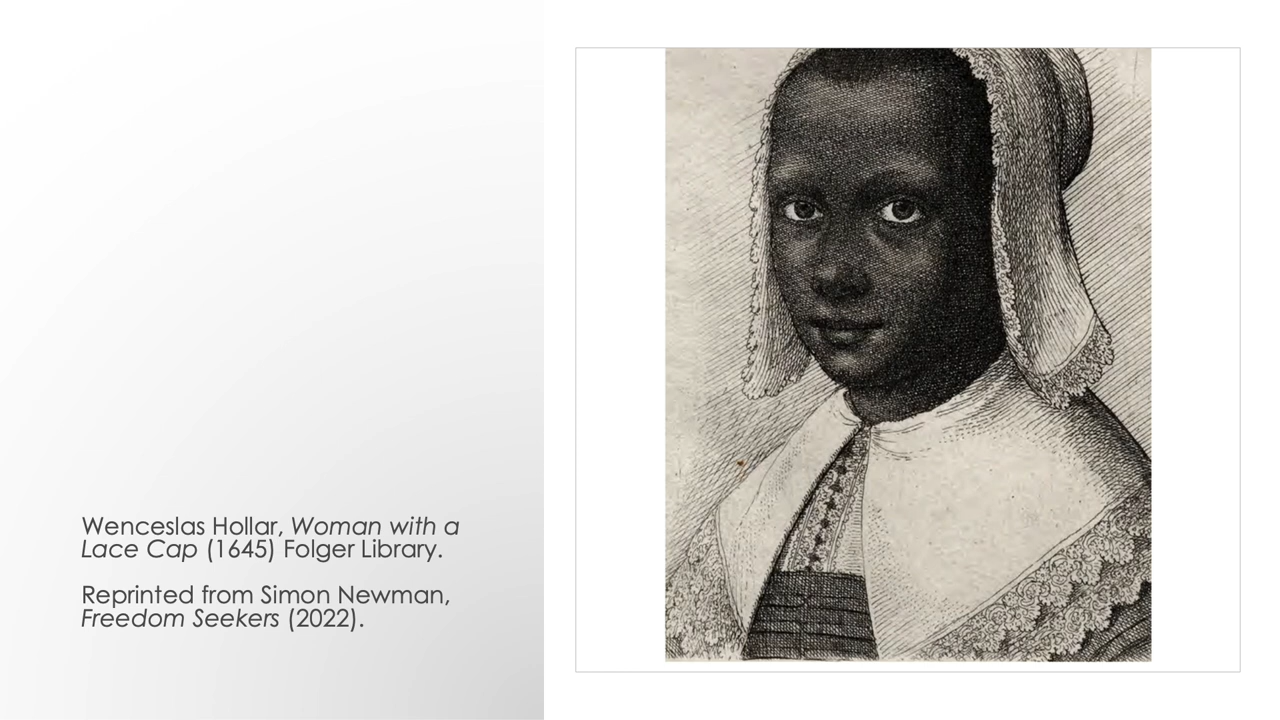 Wenceslas Hollar, Woman with a
Lace Cap (1645) Folger Library.
Reprinted from Simon Newman,
Freedom Seekers (2022).